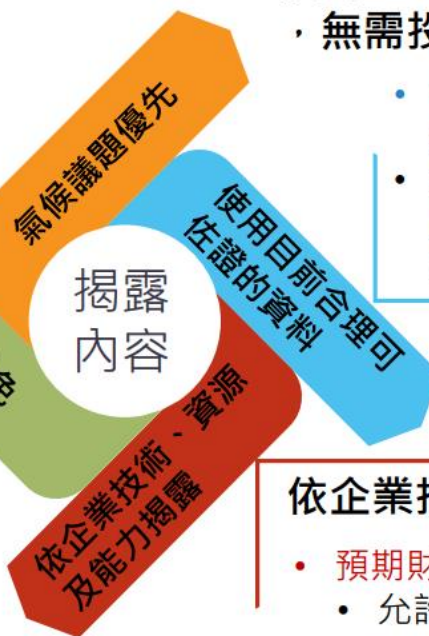 ，無需投
氣候議題優先
使用目前合理可
佐證的資料
揭露
內容
依企業技術、資源
及能力揭露
依企業技
• 預期財
• 允許